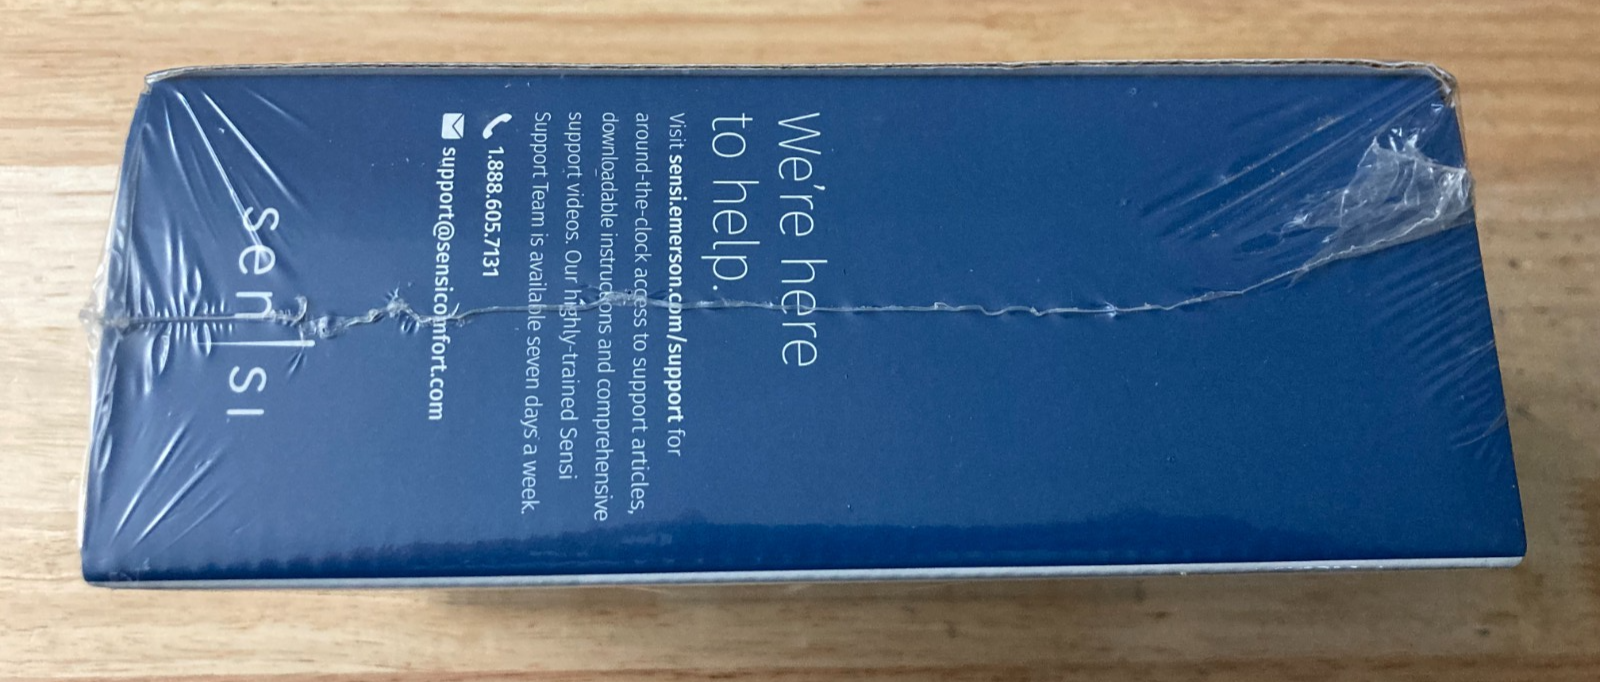 We're here
to help.
Visit sensi.emerson.com/support for
around-the-clock access to support articles,
downloadable instructions and comprehensive
support videos. Our highly-trained Sensi
Support Team is available seven days a week.
1.888.605.7131
support@sensicomfort.com
sensi